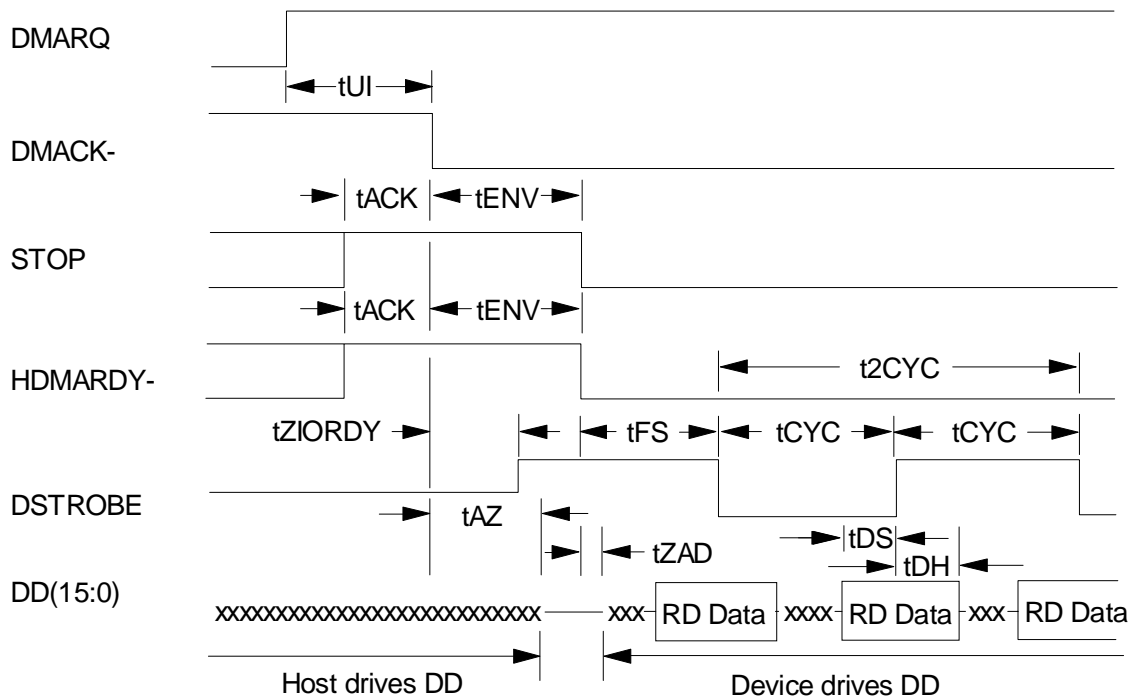 DMARQ
tUI
DMACK-
tACK tENV
STOP
tACK tENV
HDMARDY-
t2CYC
tZIORDY tFS tCYC tCYC
DSTROBE
tAZ
tDS
tZAD
tDH
DD(15:0)
xxxxxxxxxxxxxxxxxxxxxxxxxx xxx RD Data xxxx RD Data xxx RD Data
Host drives DD Device drives DD